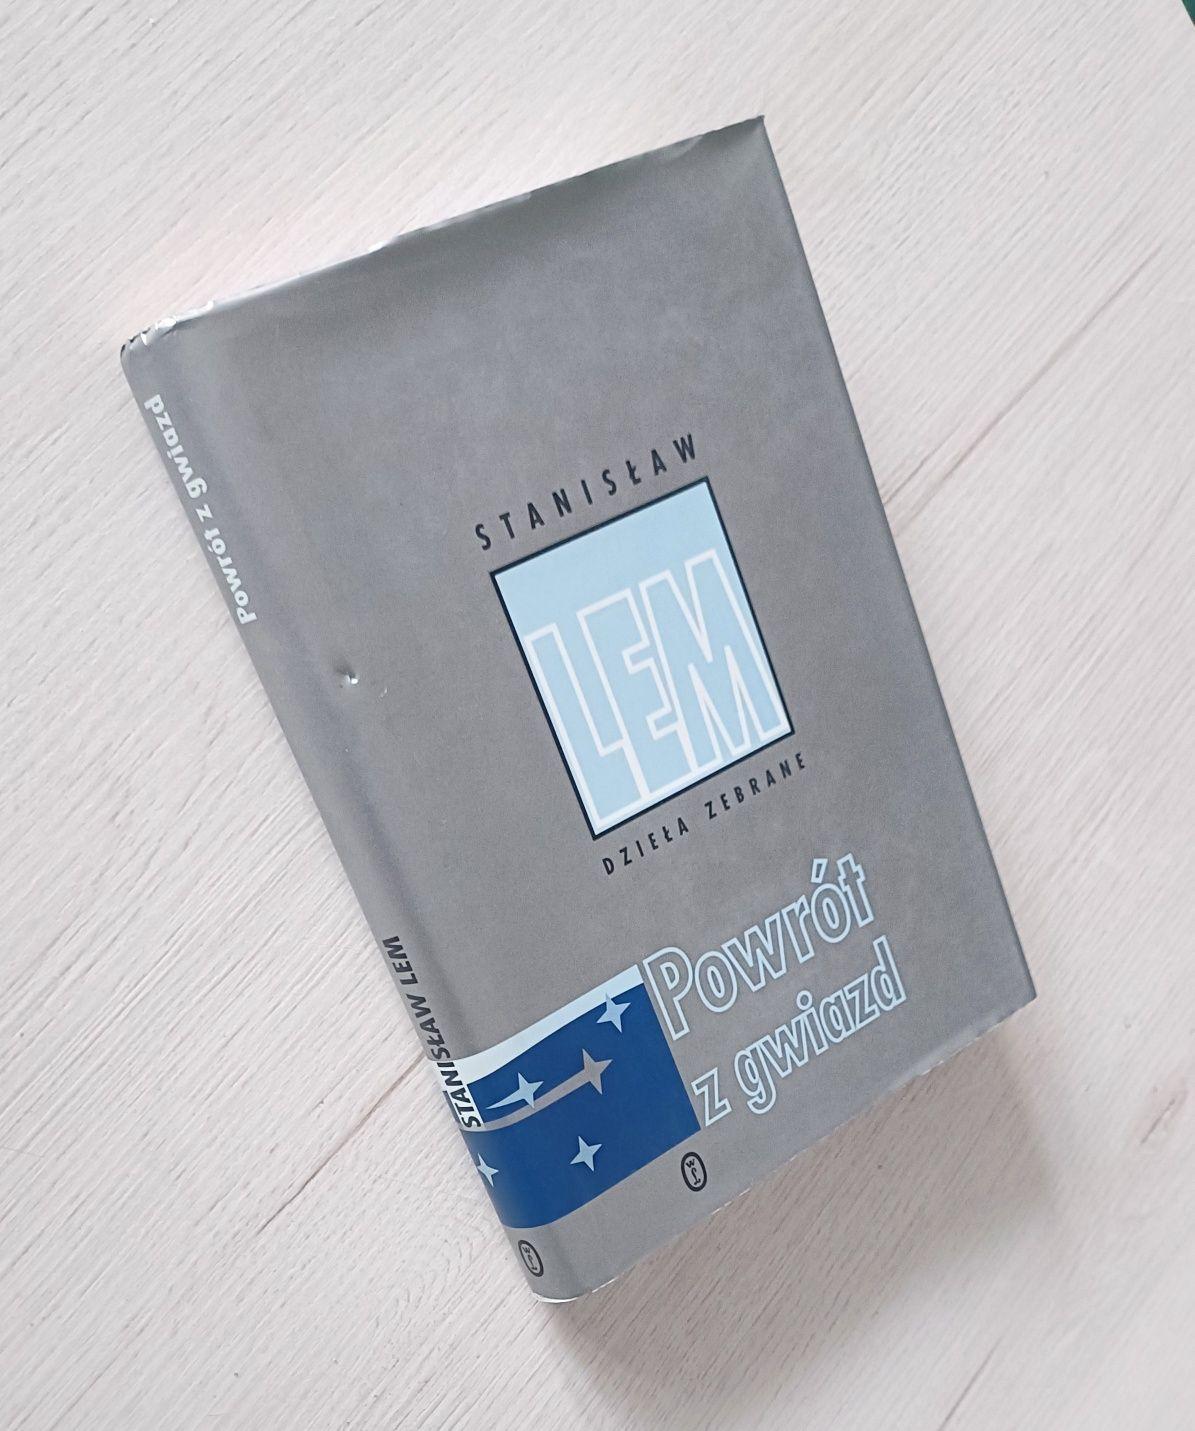 STANISŁAW
LEM
DZIEŁA ZEBRANE
Powrót
z gwiazd
Powrót z gwiazd
STANISŁAW LEM